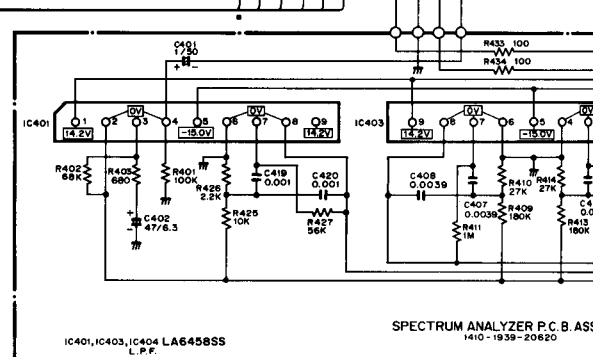 C401
1/50
+ -
R433 100
R434 100
IC401
0V 0V
1 2 3 4 5 6 7 8 9
14.2V -15.0V 14.2V
IC403
0V
9 8 7 6 5 4
14.2V -15.0V
R402
68K
R403
680
R401
100K
R426
2.2K
C419
0.001
C420
0.001
C402
47/6.3
+
-
R425
10K
R427
56K
C408
0.0039
C407
0.0039
R411
1M
R410
27K
R409
180K
R414
27K
R413
180K
SPECTRUM ANALYZER P.C.B. ASS
1410-1939-20620
IC401, IC403, IC404 LA6458SS
L.P.F.